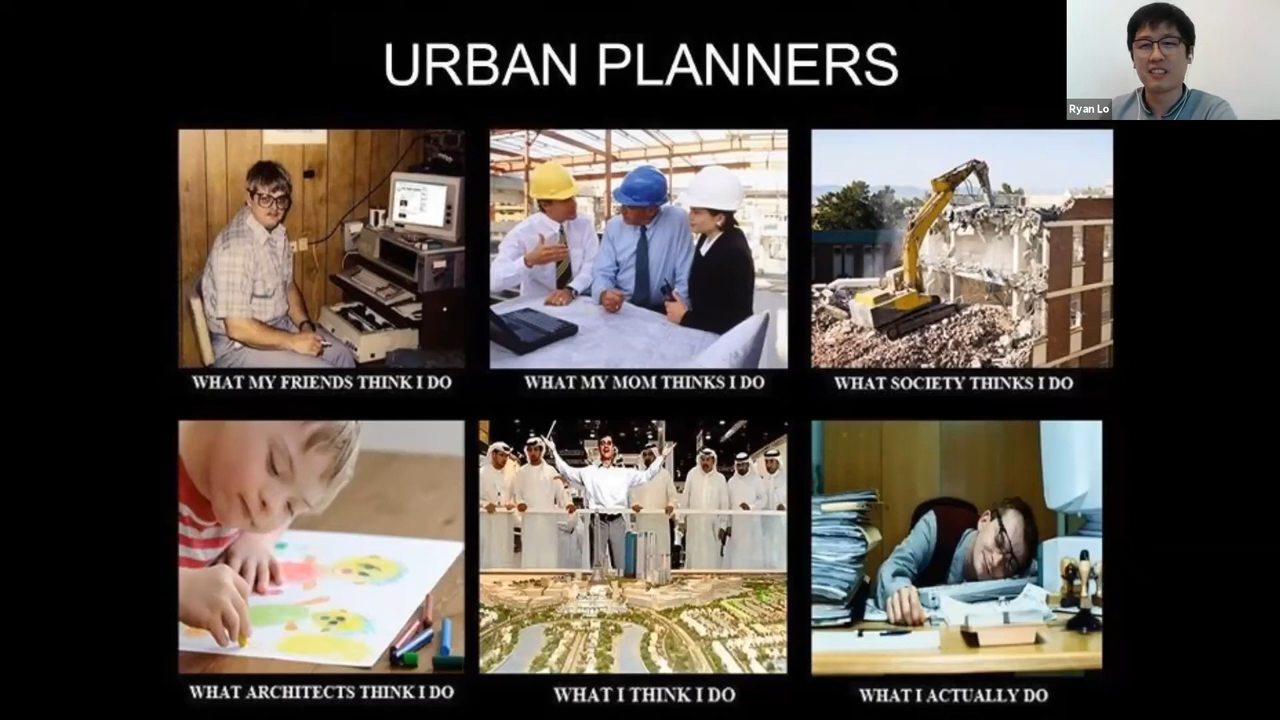 URBAN PLANNERS
Ryan Lo
WHAT MY FRIENDS THINK I DO
WHAT MY MOM THINKS I DO
WHAT SOCIETY THINKS I DO
WHAT ARCHITECTS THINK I DO
WHAT I THINK I DO
WHAT I ACTUALLY DO